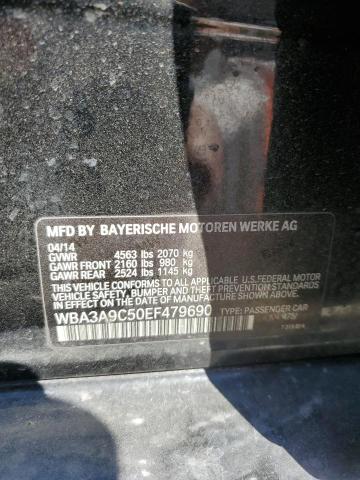 MFD BY BAYERISCHE MOTOREN WERKE AG
04/14
GVWR 4563 lbs 2070 kg
GAWR FRONT 2160 lbs 980 kg
GAWR REAR 2524 lbs 1145 kg
THIS VEHICLE CONFORMS TO ALL APPLICABLE U.S. FEDERAL MOTOR
VEHICLE SAFETY, BUMPER AND THEFT PREVENTION STANDARDS IN
EFFECT ON THE DATE OF MANUFACTURE SHOWN ABOVE.
WBA3A9C50EF479690 TYPE: PASSENGER CAR